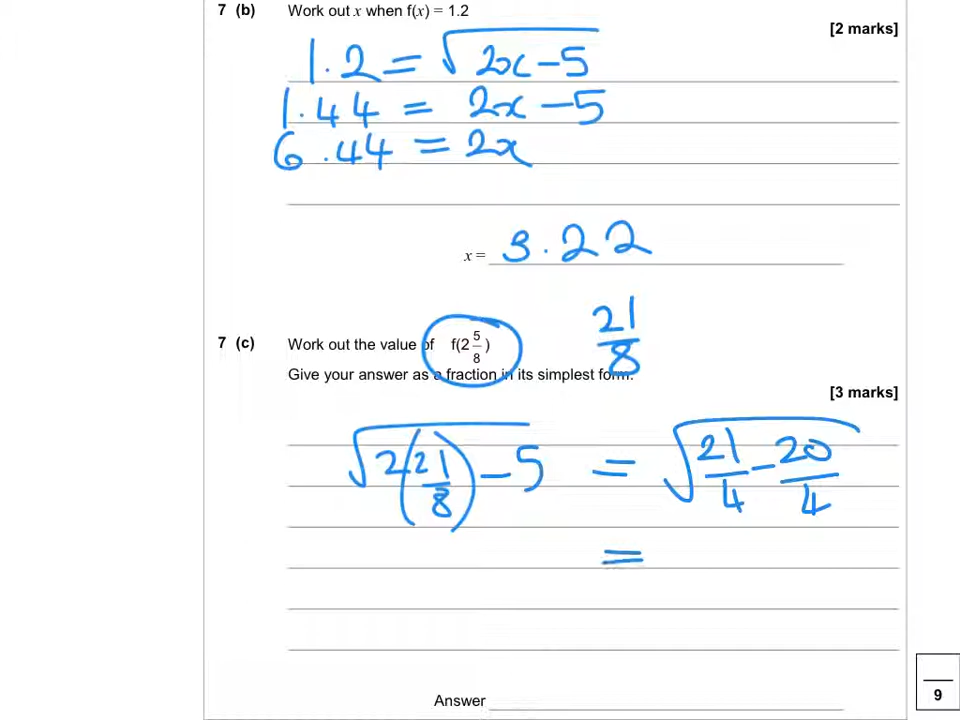 7 (b) Work out x when f(x) = 1.2
[2 marks]
1.2 = √(2x-5)
1.44 = 2x-5
6.44 = 2x
x = 3.22
21/8
7 (c) Work out the value of f(2 5/8)
Give your answer as a fraction in its simplest form.
[3 marks]
√(2(21/8)-5) = √(21/4 - 20/4)
=
Answer
9